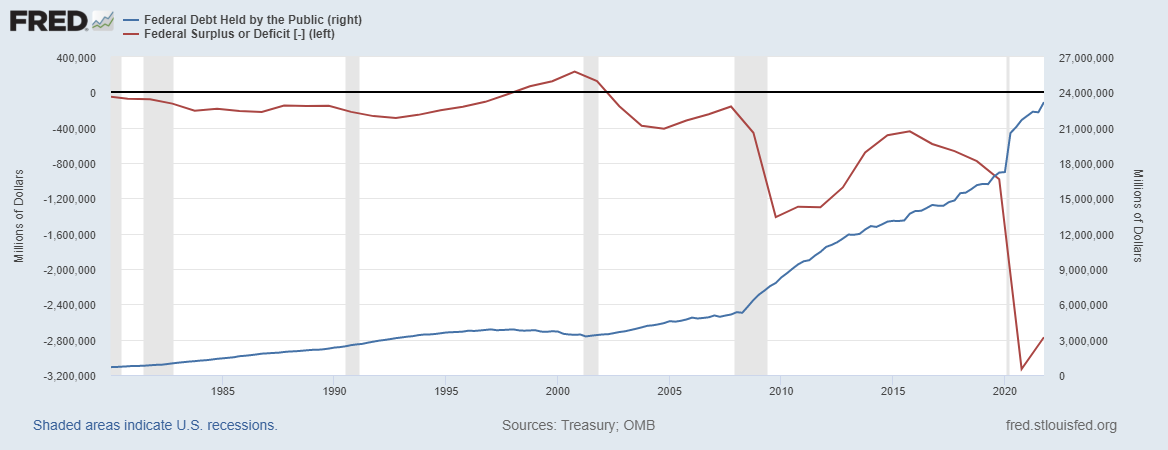 FRED
Federal Debt Held by the Public (right)
Federal Surplus or Deficit [-] (left)
400,000
0
-400,000
-800,000
-1,200,000
-1,600,000
-2,000,000
-2,400,000
-2,800,000
-3,200,000
Millions of Dollars
27,000,000
24,000,000
21,000,000
18,000,000
15,000,000
12,000,000
9,000,000
6,000,000
3,000,000
0
Millions of Dollars
1985 1990 1995 2000 2005 2010 2015 2020
Shaded areas indicate U.S. recessions. Sources: Treasury; OMB fred.stlouisfed.org